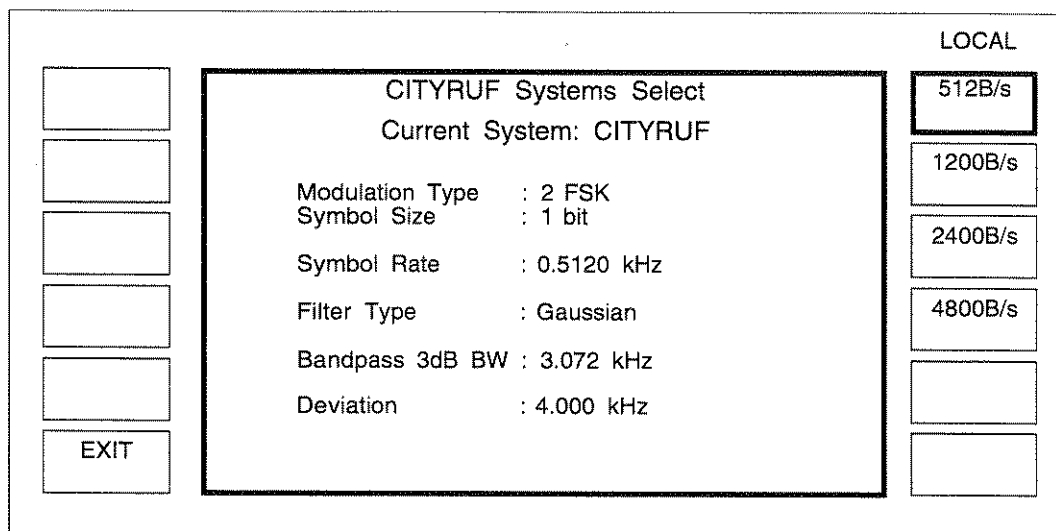 LOCAL
CITYRUF Systems Select
Current System: CITYRUF
Modulation Type : 2 FSK
Symbol Size : 1 bit
Symbol Rate : 0.5120 kHz
Filter Type : Gaussian
Bandpass 3dB BW : 3.072 kHz
Deviation : 4.000 kHz
EXIT
512B/s
1200B/s
2400B/s
4800B/s